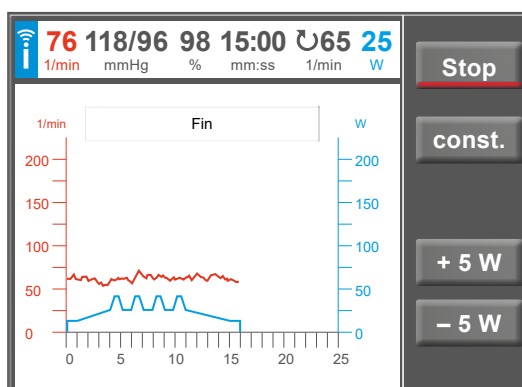 76 118/96 98 15:00 ↻65 25
1/min mmHg % mm:ss 1/min W
Stop
const.
+ 5 W
– 5 W
Fin
1/min W
200 200
150 150
100 100
50 50
0 0
0 5 10 15 20 25